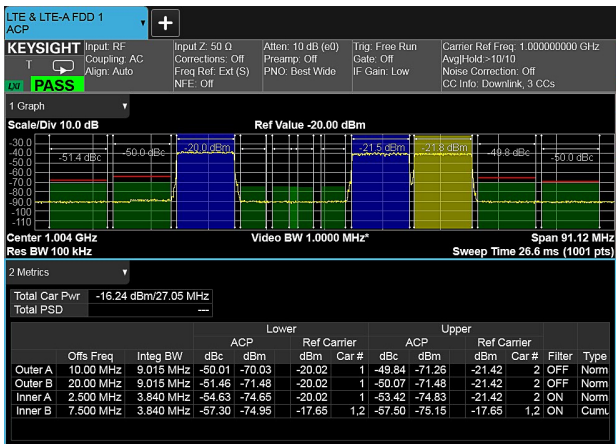 LTE & LTE-A FDD 1
ACP
KEYSIGHT Input: RF Input Z: 50 Ω Atten: 10 dB (e0) Trig: Free Run Carrier Ref Freq: 1.000000000 GHz
T Coupling: AC Corrections: Off Preamp: Off Gate: Off Avg|Hold:>10/10
Align: Auto Freq Ref: Ext (S) PNO: Best Wide IF Gain: Low Noise Correction: Off
LXI PASS NFE: Off CC Info: Downlink, 3 CCs
1 Graph
Scale/Div 10.0 dB Ref Value -20.00 dBm
-30.0
-40.0
-50.0
-60.0
-70.0
-80.0
-90.0
-100
-110
-51.4 dBc -50.0 dBc -20.0 dBm -21.5 dBm -21.8 dBm -49.8 dBc -50.0 dBc
Center 1.004 GHz Video BW 1.0000 MHz* Span 91.12 MHz
Res BW 100 kHz Sweep Time 26.6 ms (1001 pts)
2 Metrics
Total Car Pwr -16.24 dBm/27.05 MHz
Total PSD ---
Lower Upper
ACP Ref Carrier ACP Ref Carrier
Offs Freq Integ BW dBc dBm dBm Car # dBc dBm dBm Car # Filter Type
Outer A 10.00 MHz 9.015 MHz -50.01 -70.03 -20.02 1 -49.84 -71.26 -21.42 2 OFF Norm
Outer B 20.00 MHz 9.015 MHz -51.46 -71.48 -20.02 1 -50.07 -71.48 -21.42 2 OFF Norm
Inner A 2.500 MHz 3.840 MHz -54.63 -74.65 -20.02 1 -53.42 -74.83 -21.42 2 ON Norm
Inner B 7.500 MHz 3.840 MHz -57.30 -74.95 -17.65 1,2 -57.50 -75.15 -17.65 1,2 ON Cumu